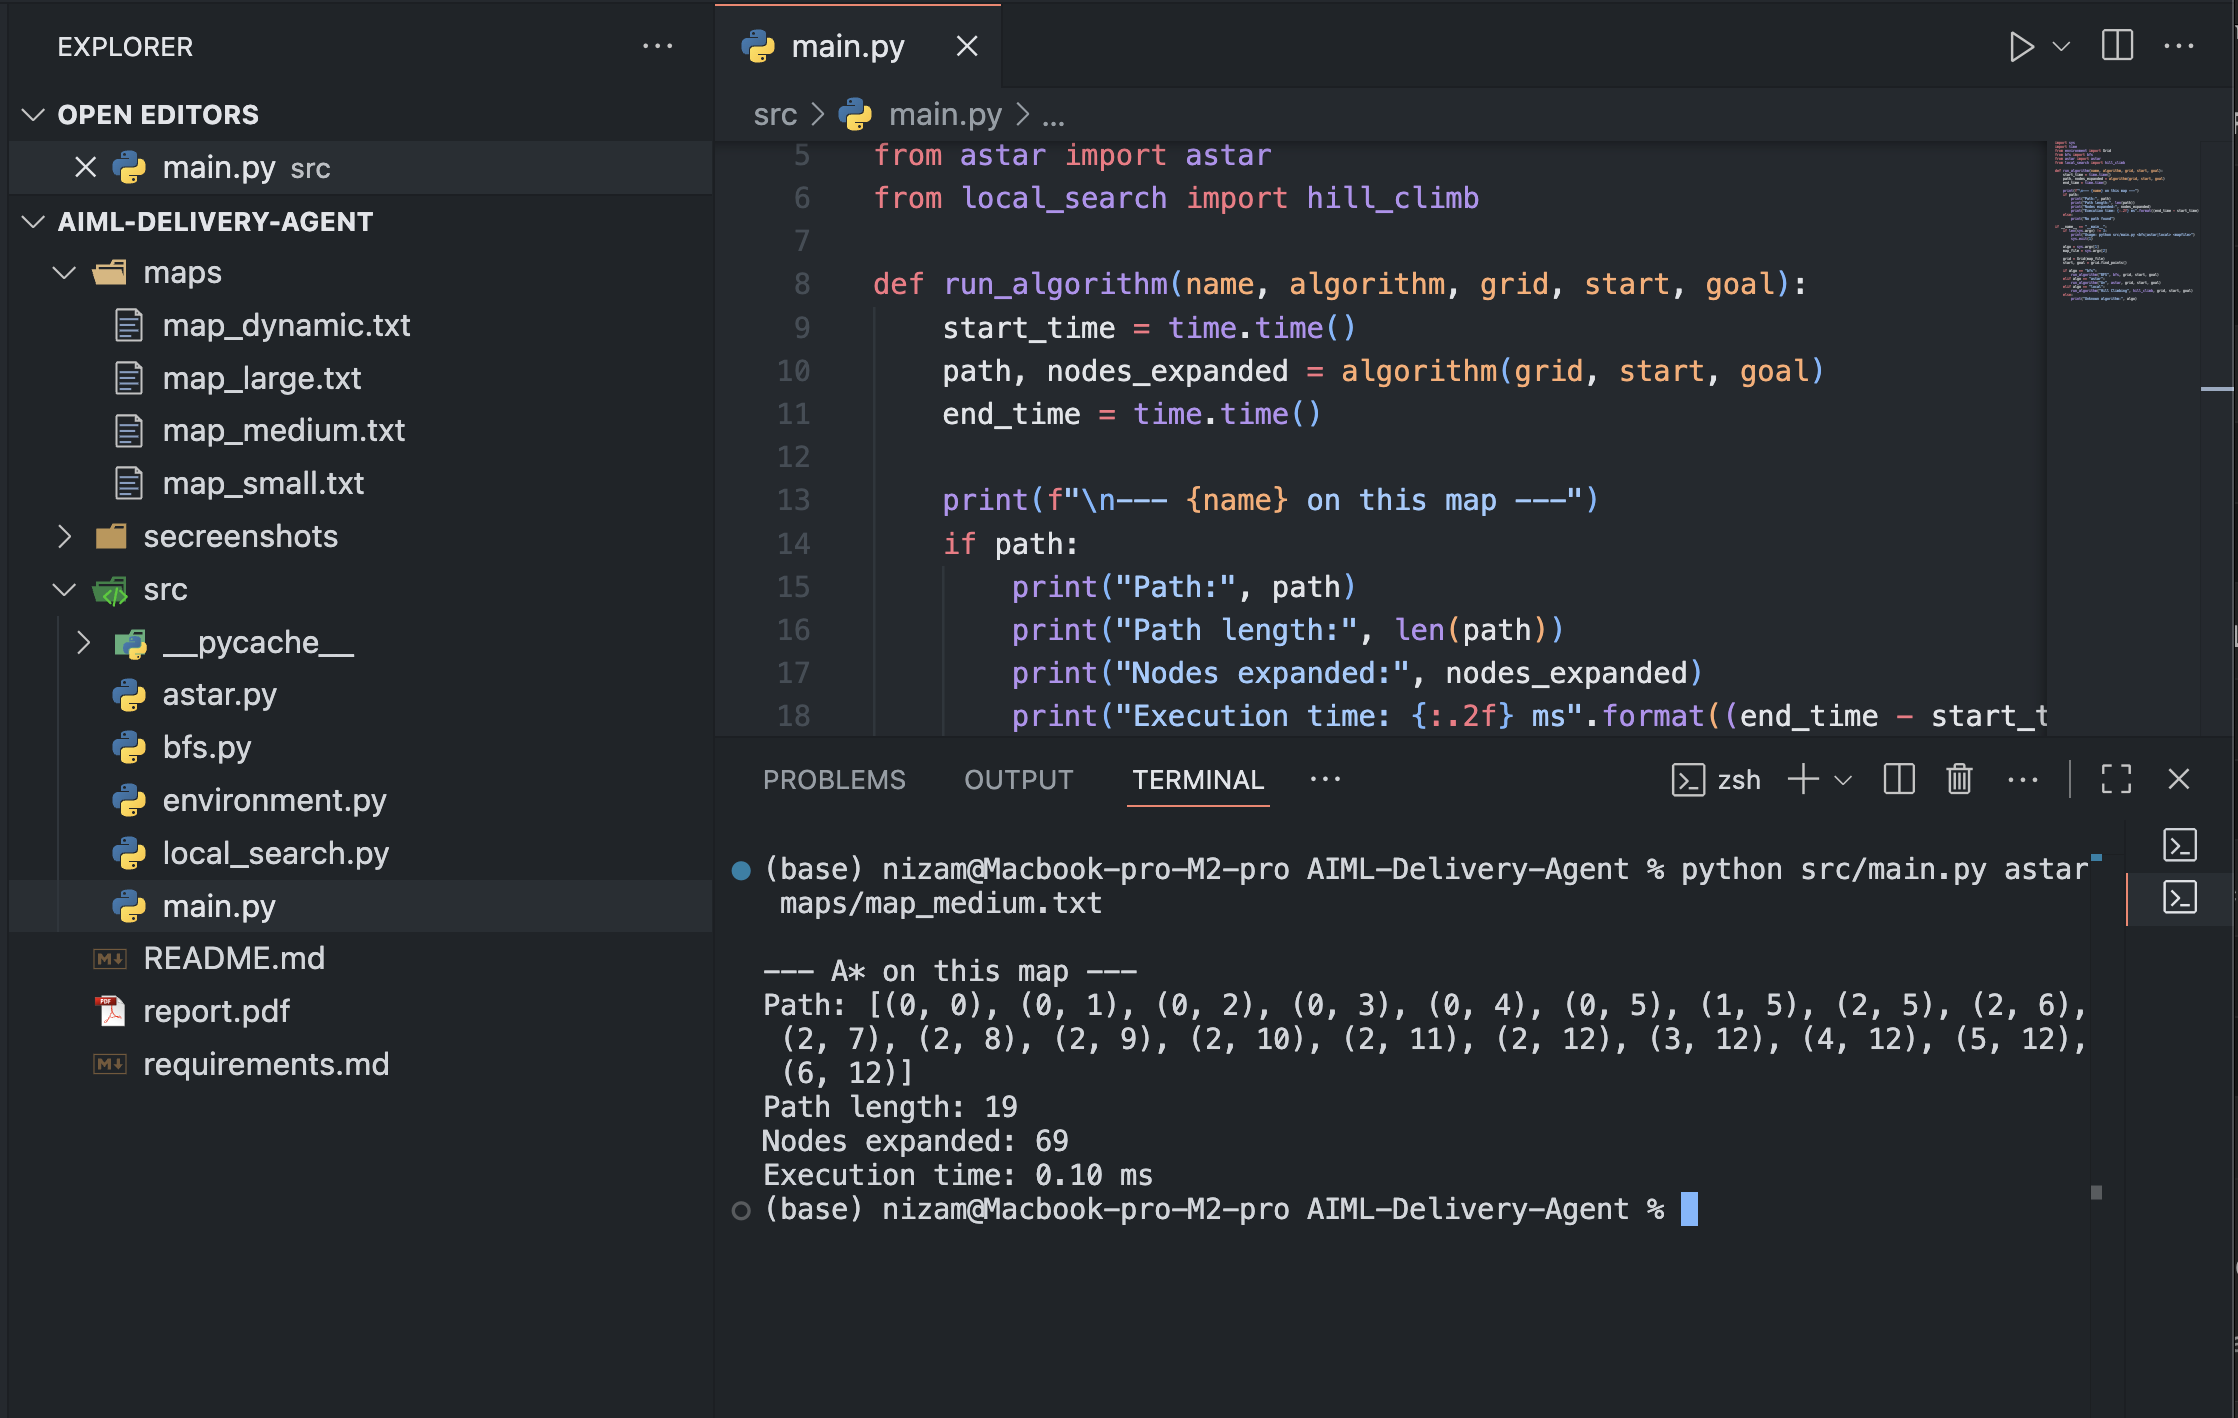 EXPLORER
OPEN EDITORS
main.py src
AIML-DELIVERY-AGENT
maps
map_dynamic.txt
map_large.txt
map_medium.txt
map_small.txt
secreenshots
src
__pycache__
astar.py
bfs.py
environment.py
local_search.py
main.py
README.md
report.pdf
requirements.md
main.py
src > main.py > ...
5 from astar import astar
6 from local_search import hill_climb
7
8 def run_algorithm(name, algorithm, grid, start, goal):
9 start_time = time.time()
10 path, nodes_expanded = algorithm(grid, start, goal)
11 end_time = time.time()
12
13 print(f"\n--- {name} on this map ---")
14 if path:
15 print("Path:", path)
16 print("Path length:", len(path))
17 print("Nodes expanded:", nodes_expanded)
18 print("Execution time: {:.2f} ms".format((end_time - start_t
PROBLEMS OUTPUT TERMINAL ... zsh
(base) nizam@Macbook-pro-M2-pro AIML-Delivery-Agent % python src/main.py astar
maps/map_medium.txt
--- A* on this map ---
Path: [(0, 0), (0, 1), (0, 2), (0, 3), (0, 4), (0, 5), (1, 5), (2, 5), (2, 6),
(2, 7), (2, 8), (2, 9), (2, 10), (2, 11), (2, 12), (3, 12), (4, 12), (5, 12),
(6, 12)]
Path length: 19
Nodes expanded: 69
Execution time: 0.10 ms
(base) nizam@Macbook-pro-M2-pro AIML-Delivery-Agent %